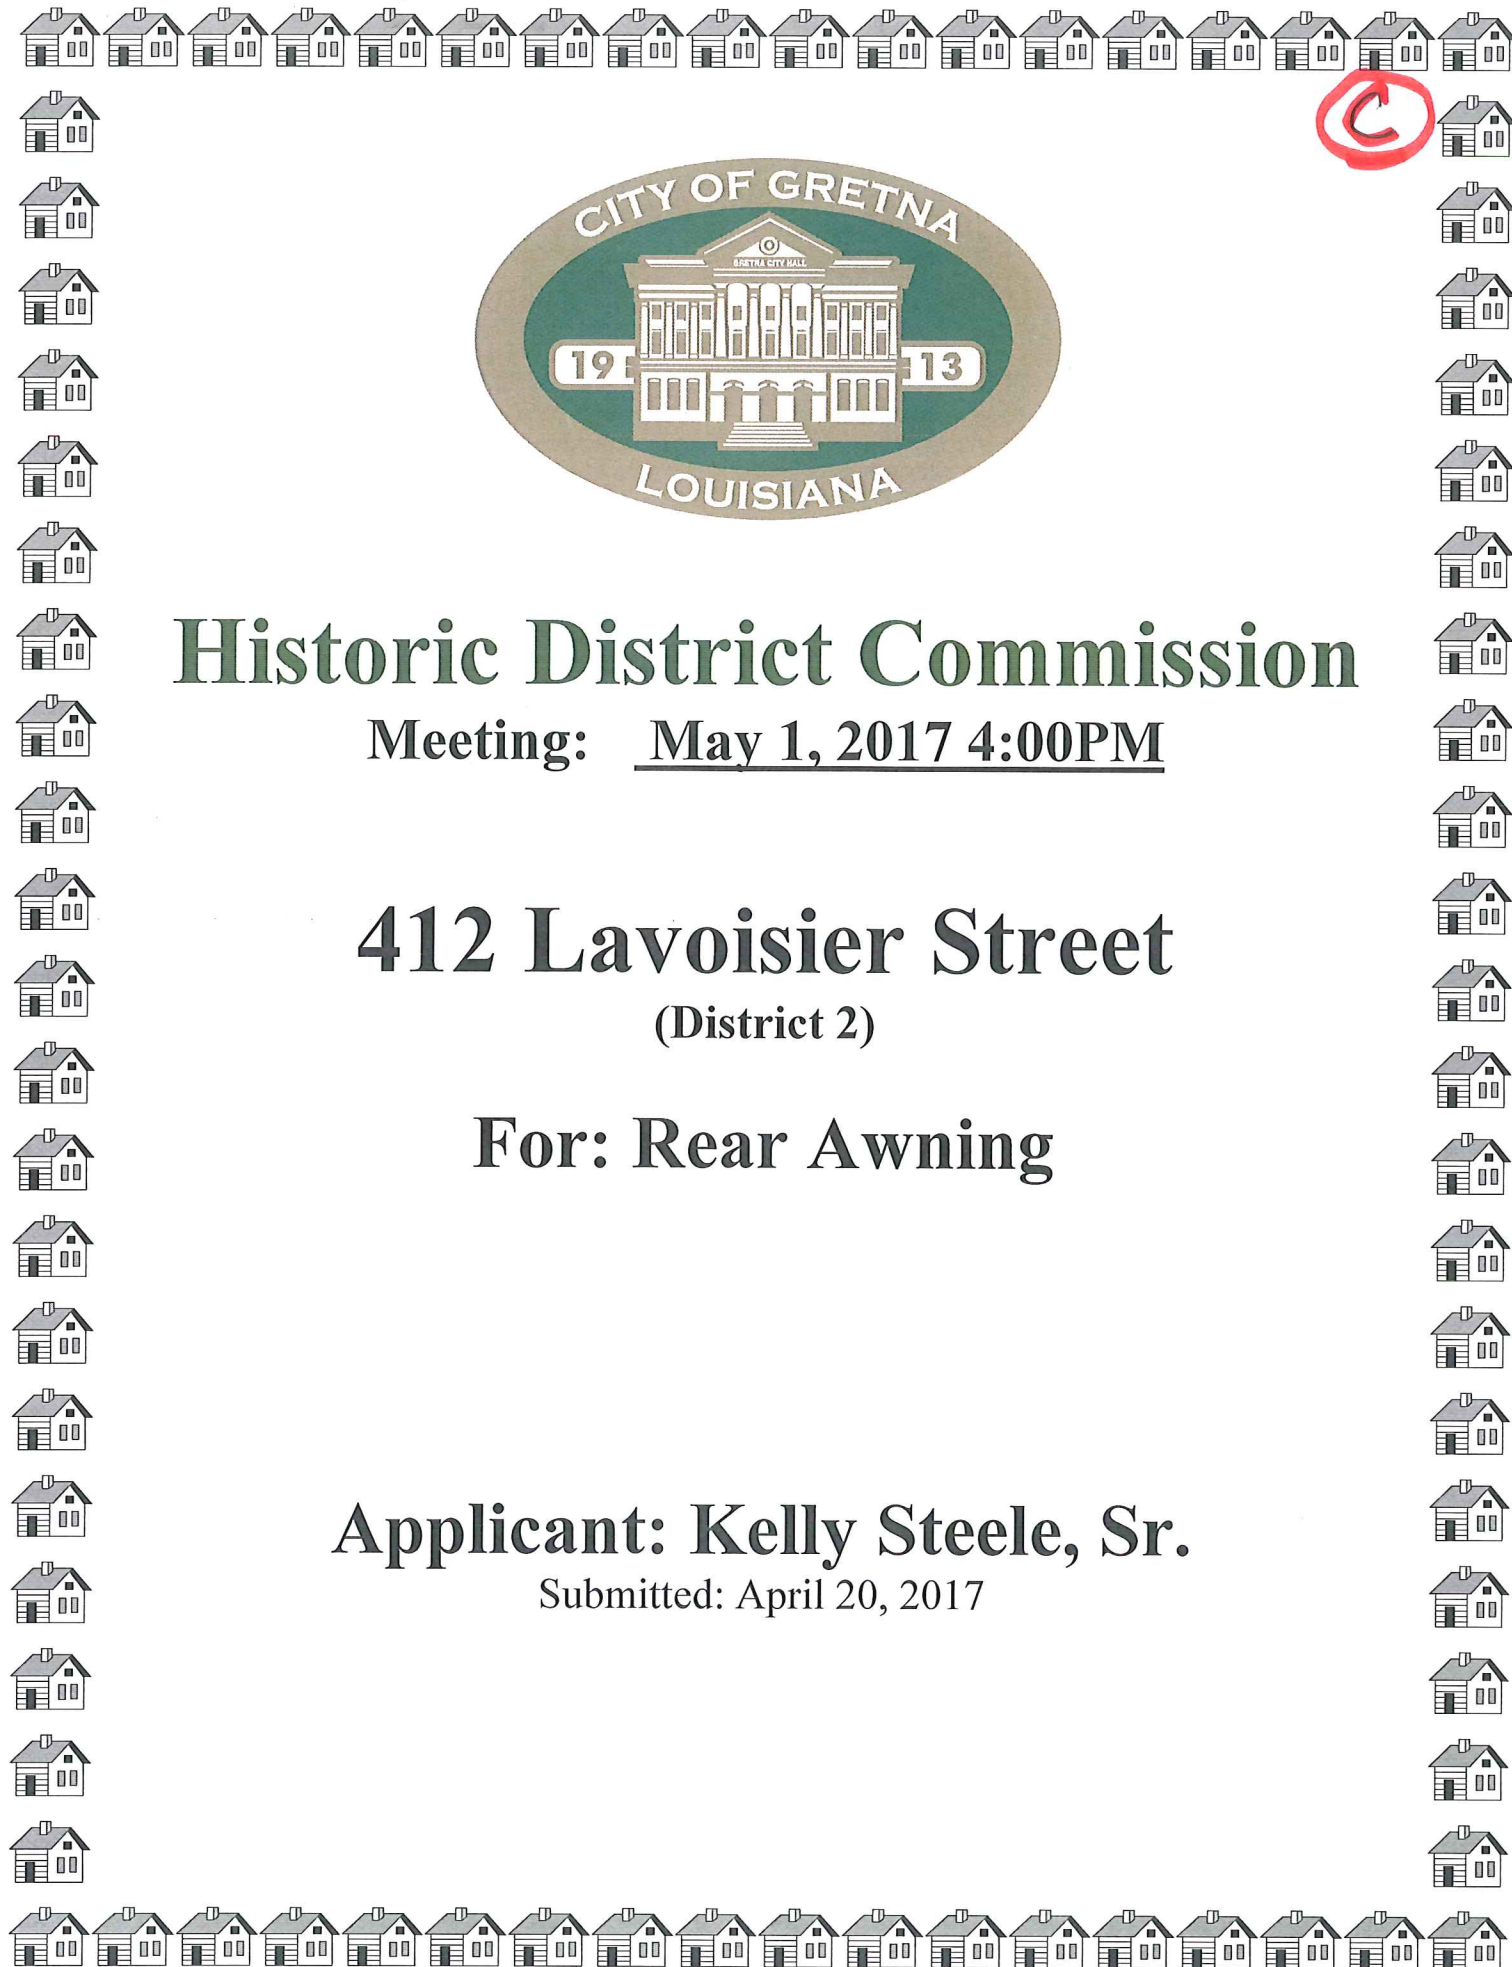 C
CITY OF GRETNA
GRETNA CITY HALL
19 13
LOUISIANA
Historic District Commission
Meeting: May 1, 2017 4:00PM
412 Lavoisier Street
(District 2)
For: Rear Awning
Applicant: Kelly Steele, Sr.
Submitted: April 20, 2017